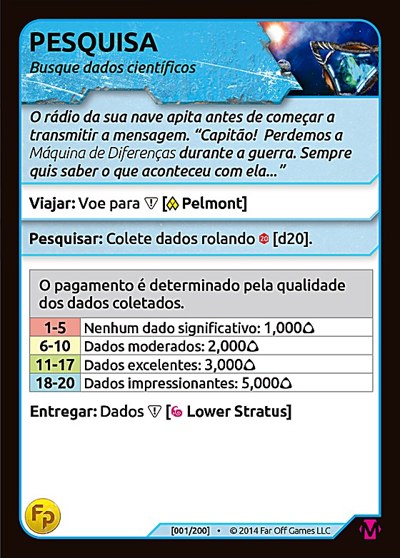 PESQUISA
Busque dados científicos
O rádio da sua nave apita antes de começar a
transmitir a mensagem. “Capitão! Perdemos a
Máquina de Diferenças durante a guerra. Sempre
quis saber o que aconteceu com ela...”
Viajar: Voe para [Pelmont]
Pesquisar: Colete dados rolando 20 [d20].
O pagamento é determinado pela qualidade
dos dados coletados.
1-5 Nenhum dado significativo: 1,000
6-10 Dados moderados: 2,000
11-17 Dados excelentes: 3,000
18-20 Dados impressionantes: 5,000
Entregar: Dados [Lower Stratus]
FP
[001/200] • © 2014 Far Off Games LLC
M